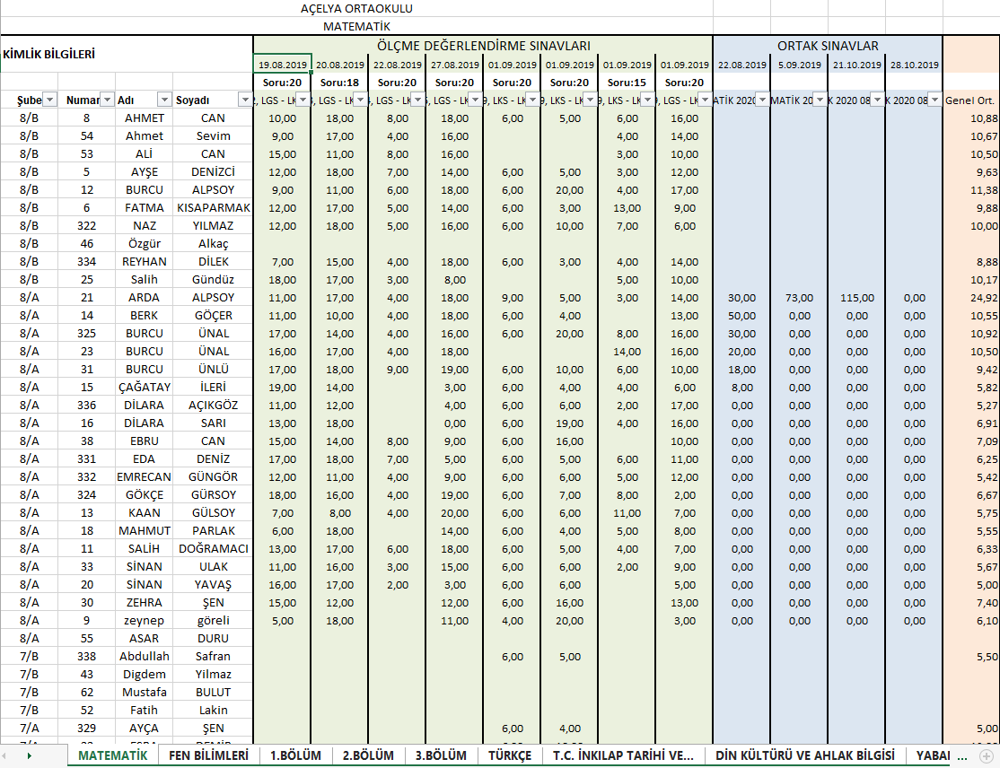 AÇELYA ORTAOKULU
MATEMATİK
KİMLİK BİLGİLERİ ÖLÇME DEĞERLENDİRME SINAVLARI ORTAK SINAVLAR
19.08.2019 20.08.2019 22.08.2019 27.08.2019 01.09.2019 01.09.2019 01.09.2019 01.09.2019 22.08.2019 5.09.2019 21.10.2019 28.10.2019
Soru:20 Soru:18 Soru:20 Soru:20 Soru:20 Soru:20 Soru:15 Soru:20
Şube Numar Adı Soyadı , LGS - LK , LGS - LK , LGS - LK , LGS - LK 9, LKS - LK 9, LKS - LK 9, LKS - LK 9, LKS - LK ATİK 2020 MATİK 20 K 2020 08 K 2020 08 Genel Ort.
8/B 8 AHMET CAN 10,00 18,00 8,00 18,00 6,00 5,00 6,00 16,00 10,88
8/B 54 Ahmet Sevim 9,00 17,00 4,00 16,00 4,00 14,00 10,67
8/B 53 ALİ CAN 15,00 11,00 8,00 16,00 3,00 10,00 10,50
8/B 5 AYŞE DENİZCİ 12,00 18,00 7,00 14,00 6,00 5,00 3,00 12,00 9,63
8/B 12 BURCU ALPSOY 9,00 11,00 6,00 18,00 6,00 20,00 4,00 17,00 11,38
8/B 6 FATMA KISAPARMAK 12,00 17,00 5,00 14,00 6,00 3,00 13,00 9,00 9,88
8/B 322 NAZ YILMAZ 12,00 18,00 5,00 16,00 6,00 10,00 7,00 6,00 10,00
8/B 46 Özgür Alkaç
8/B 334 REYHAN DİLEK 7,00 15,00 4,00 18,00 6,00 3,00 4,00 14,00 8,88
8/B 25 Salih Gündüz 18,00 17,00 3,00 8,00 5,00 10,00 10,17
8/A 21 ARDA ALPSOY 11,00 17,00 4,00 18,00 9,00 5,00 3,00 14,00 30,00 73,00 115,00 0,00 24,92
8/A 14 BERK GÖÇER 11,00 10,00 4,00 18,00 6,00 4,00 13,00 50,00 0,00 0,00 0,00 10,55
8/A 325 BURCU ÜNAL 17,00 14,00 4,00 16,00 6,00 20,00 8,00 16,00 30,00 0,00 0,00 0,00 10,92
8/A 23 BURCU ÜNAL 16,00 17,00 4,00 18,00 14,00 16,00 20,00 0,00 0,00 0,00 10,50
8/A 31 BURCU ÜNLÜ 17,00 18,00 9,00 19,00 6,00 10,00 6,00 10,00 18,00 0,00 0,00 0,00 9,42
8/A 15 ÇAĞATAY İLERİ 19,00 14,00 3,00 6,00 4,00 4,00 6,00 8,00 0,00 0,00 0,00 5,82
8/A 336 DİLARA AÇIKGÖZ 11,00 12,00 4,00 6,00 6,00 2,00 17,00 0,00 0,00 0,00 0,00 5,27
8/A 16 DİLARA SARI 13,00 18,00 0,00 6,00 19,00 4,00 16,00 0,00 0,00 0,00 0,00 6,91
8/A 38 EBRU CAN 15,00 14,00 8,00 9,00 6,00 16,00 10,00 0,00 0,00 0,00 0,00 7,09
8/A 331 EDA DENİZ 17,00 18,00 7,00 5,00 6,00 5,00 6,00 11,00 0,00 0,00 0,00 0,00 6,25
8/A 332 EMRECAN GÜNGÖR 12,00 11,00 4,00 9,00 6,00 6,00 5,00 12,00 0,00 0,00 0,00 0,00 5,42
8/A 324 GÖKÇE GÜRSOY 18,00 16,00 4,00 19,00 6,00 7,00 8,00 2,00 0,00 0,00 0,00 0,00 6,67
8/A 13 KAAN GÜLSOY 7,00 8,00 4,00 20,00 6,00 6,00 11,00 7,00 0,00 0,00 0,00 0,00 5,75
8/A 18 MAHMUT PARLAK 6,00 18,00 14,00 6,00 4,00 5,00 8,00 0,00 0,00 0,00 0,00 5,55
8/A 11 SALİH DOĞRAMACI 13,00 17,00 6,00 18,00 6,00 5,00 4,00 7,00 0,00 0,00 0,00 0,00 6,33
8/A 33 SİNAN ULAK 11,00 16,00 3,00 15,00 6,00 6,00 2,00 9,00 0,00 0,00 0,00 0,00 5,67
8/A 20 SİNAN YAVAŞ 16,00 17,00 2,00 3,00 6,00 6,00 5,00 0,00 0,00 0,00 0,00 5,00
8/A 30 ZEHRA ŞEN 15,00 12,00 12,00 6,00 16,00 13,00 0,00 0,00 0,00 0,00 7,40
8/A 9 zeynep göreli 5,00 18,00 11,00 4,00 20,00 3,00 0,00 0,00 0,00 0,00 6,10
8/A 55 ASAR DURU
7/B 338 Abdullah Safran 6,00 5,00 5,50
7/B 43 Digdem Yilmaz
7/B 62 Mustafa BULUT
7/B 52 Fatih Lakin
7/A 329 AYÇA ŞEN 6,00 4,00 5,00
MATEMATİK FEN BİLİMLERİ 1.BÖLÜM 2.BÖLÜM 3.BÖLÜM TÜRKÇE T.C. İNKILAP TARİHİ VE... DİN KÜLTÜRÜ VE AHLAK BİLGİSİ YABAI ...